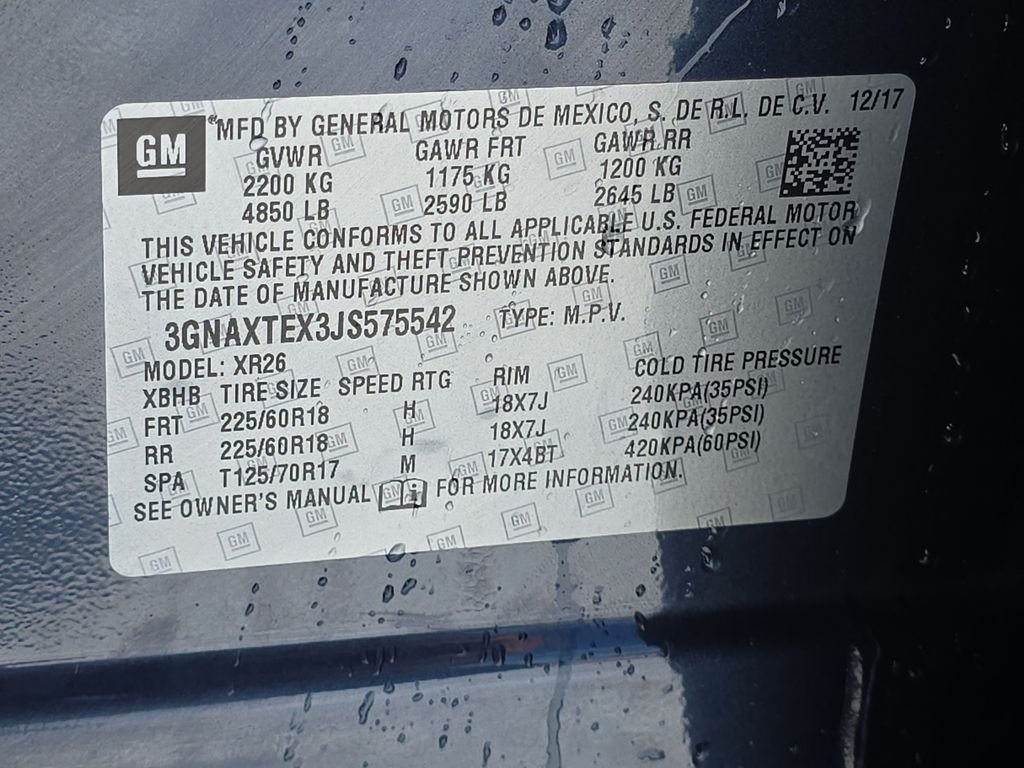 GM
®MFD BY GENERAL MOTORS DE MEXICO, S. DE R.L. DE C.V. 12/17
GVWR GAWR FRT GAWR RR
2200 KG 1175 KG 1200 KG
4850 LB 2590 LB 2645 LB
THIS VEHICLE CONFORMS TO ALL APPLICABLE U.S. FEDERAL MOTOR
VEHICLE SAFETY AND THEFT PREVENTION STANDARDS IN EFFECT ON
THE DATE OF MANUFACTURE SHOWN ABOVE.
3GNAXTEX3JS575542 TYPE: M.P.V.
MODEL: XR26
XBHB TIRE SIZE SPEED RTG RIM COLD TIRE PRESSURE
FRT 225/60R18 H 18X7J 240KPA(35PSI)
RR 225/60R18 H 18X7J 240KPA(35PSI)
SPA T125/70R17 M 17X4BT 420KPA(60PSI)
SEE OWNER'S MANUAL i FOR MORE INFORMATION.